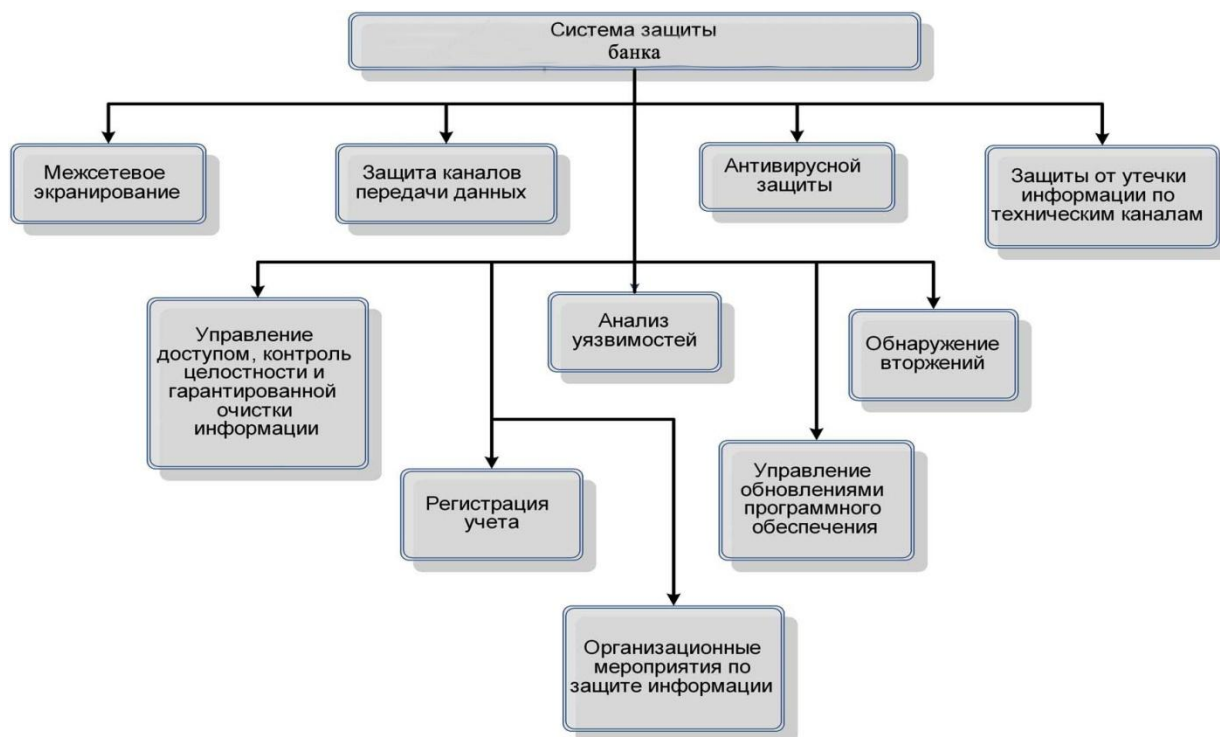 Система защиты
банка
Межсетевое
экранирование
Защита каналов
передачи данных
Антивирусной
защиты
Защиты от утечки
информации по
техническим каналам
Управление
доступом, контроль
целостности и
гарантированной
очистки
информации
Анализ
уязвимостей
Обнаружение
вторжений
Регистрация
учета
Управление
обновлениями
программного
обеспечения
Организационные
мероприятия по
защите информации